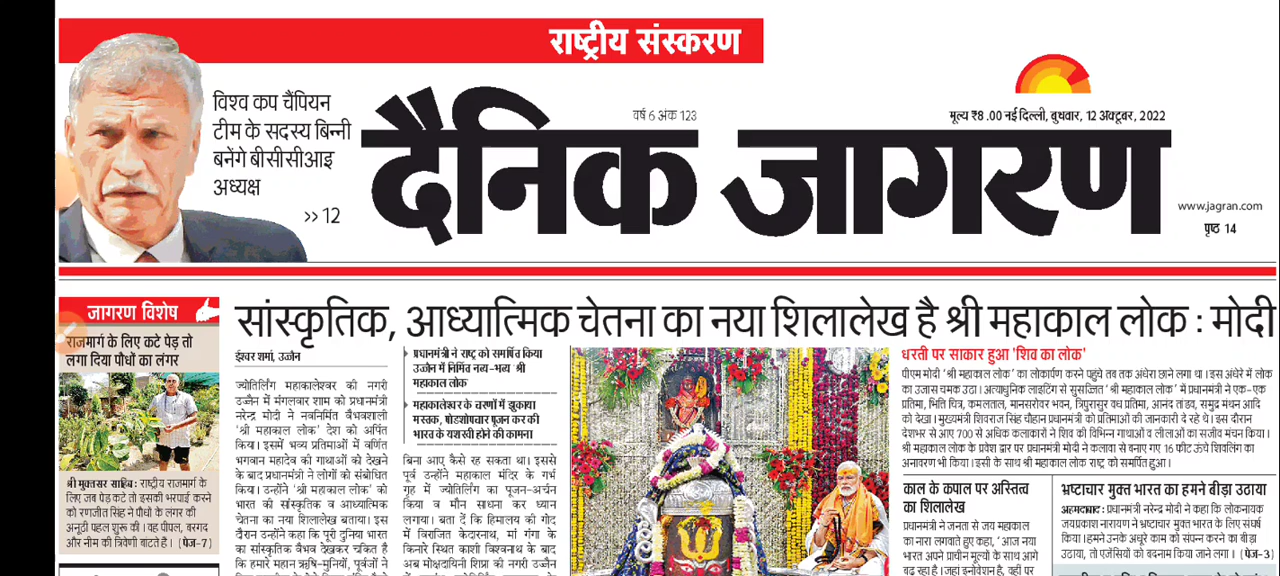 राष्ट्रीय संस्करण
विश्व कप चैंपियन
टीम के सदस्य बिन्नी
बनेंगे बीसीसीआइ
अध्यक्ष
>> 12
वर्ष 6 अंक 123
मूल्य ₹8.00 नई दिल्ली, बुधवार, 12 अक्टूबर, 2022
दैनिक जागरण
www.jagran.com
पृष्ठ 14
जागरण विशेष
राजमार्ग के लिए कटे पेड़ तो
लगा दिया पौधों का लंगर
श्री मुक्तसर साहिब: राष्ट्रीय राजमार्ग के
लिए जब पेड़ कटे तो इसकी भरपाई करने
को रणजीत सिंह ने पौधों के लंगर की
अनूठी पहल शुरू की। वह पीपल, बरगद
और नीम की त्रिवेणी बांटते है। (पेज-7)
सांस्कृतिक, आध्यात्मिक चेतना का नया शिलालेख है श्री महाकाल लोक : मोदी
ईश्वर शर्मा, उज्जैन
ज्योतिर्लिंग महाकालेश्वर की नगरी
उज्जैन में मंगलवार शाम को प्रधानमंत्री
नरेन्द्र मोदी ने नवनिर्मित वैभवशाली
'श्री महाकाल लोक' देश को अर्पित
किया। इसमें भव्य प्रतिमाओं में वर्णित
भगवान महादेव की गाथाओं को देखने
के बाद प्रधानमंत्री ने लोगों को संबोधित
किया। उन्होंने 'श्री महाकाल लोक' को
भारत की सांस्कृतिक व आध्यात्मिक
चेतना का नया शिलालेख बताया। इस
दौरान उन्होंने कहा कि पूरी दुनिया भारत
का सांस्कृतिक वैभव देखकर चकित है
कि हमारे महान ऋषि-मुनियों, पूर्वजों ने
प्रधानमंत्री ने राष्ट्र को समर्पित किया
उज्जैन में निर्मित नव्य-भव्य 'श्री
महाकाल लोक'
महाकालेश्वर के चरणों में झुकाया
मस्तक, षोडशोपचार पूजन कर की
भारत के यशस्वी होने की कामना
बिना आए कैसे रह सकता था। इससे
पूर्व उन्होंने महाकाल मंदिर के गर्भ
गृह में ज्योतिर्लिंग का पूजन-अर्चन
किया व मौन साधना कर ध्यान
लगाया। बता दें कि हिमालय की गोद
में विराजित केदारनाथ, मां गंगा के
किनारे स्थित काशी विश्वनाथ के बाद
अब मोक्षदायिनी शिप्रा की नगरी उज्जैन
धरती पर साकार हुआ 'शिव का लोक'
पीएम मोदी 'श्री महाकाल लोक' का लोकार्पण करने पहुंचे तब तक अंधेरा छाने लगा था। इस अंधेरे में लोक
का उजास चमक उठा। अत्याधुनिक लाइटिंग से सुसज्जित 'श्री महाकाल लोक' में प्रधानमंत्री ने एक-एक
प्रतिमा, भित्ति चित्र, कमलताल, मानसरोवर भवन, त्रिपुरासुर वध प्रतिमा, आनंद तांडव, समुद्र मंथन आदि
को देखा। मुख्यमंत्री शिवराज सिंह चौहान प्रधानमंत्री को प्रतिमाओं की जानकारी दे रहे थे। इस दौरान
देशभर से आए 700 से अधिक कलाकारों ने शिव की विभिन्न गाथाओं व लीलाओं का सजीव मंचन किया।
श्री महाकाल लोक के प्रवेश द्वार पर प्रधानमंत्री मोदी ने कलावा से बनाए गए 16 फीट ऊंचे शिवलिंग का
अनावरण भी किया। इसी के साथ श्री महाकाल लोक राष्ट्र को समर्पित हुआ।
काल के कपाल पर अस्तित्व
का शिलालेख
प्रधानमंत्री ने जनता से जय महाकाल
का नारा लगवाते हुए कहा, 'आज नया
भारत अपने प्राचीन मूल्यों के साथ आगे
बढ़ रहा है। जहां इनोवेशन है, वही पर
भ्रष्टाचार मुक्त भारत का हमने बीड़ा उठाया
अहमदाबाद: प्रधानमंत्री नरेन्द्र मोदी ने कहा कि लोकनायक
जयप्रकाश नारायण ने भ्रष्टाचार मुक्त भारत के लिए संघर्ष
किया। हमने उनके अधूरे काम को संपन्न करने का बीड़ा
उठाया, तो एजेंसियों को बदनाम किया जाने लगा। (पेज-3)